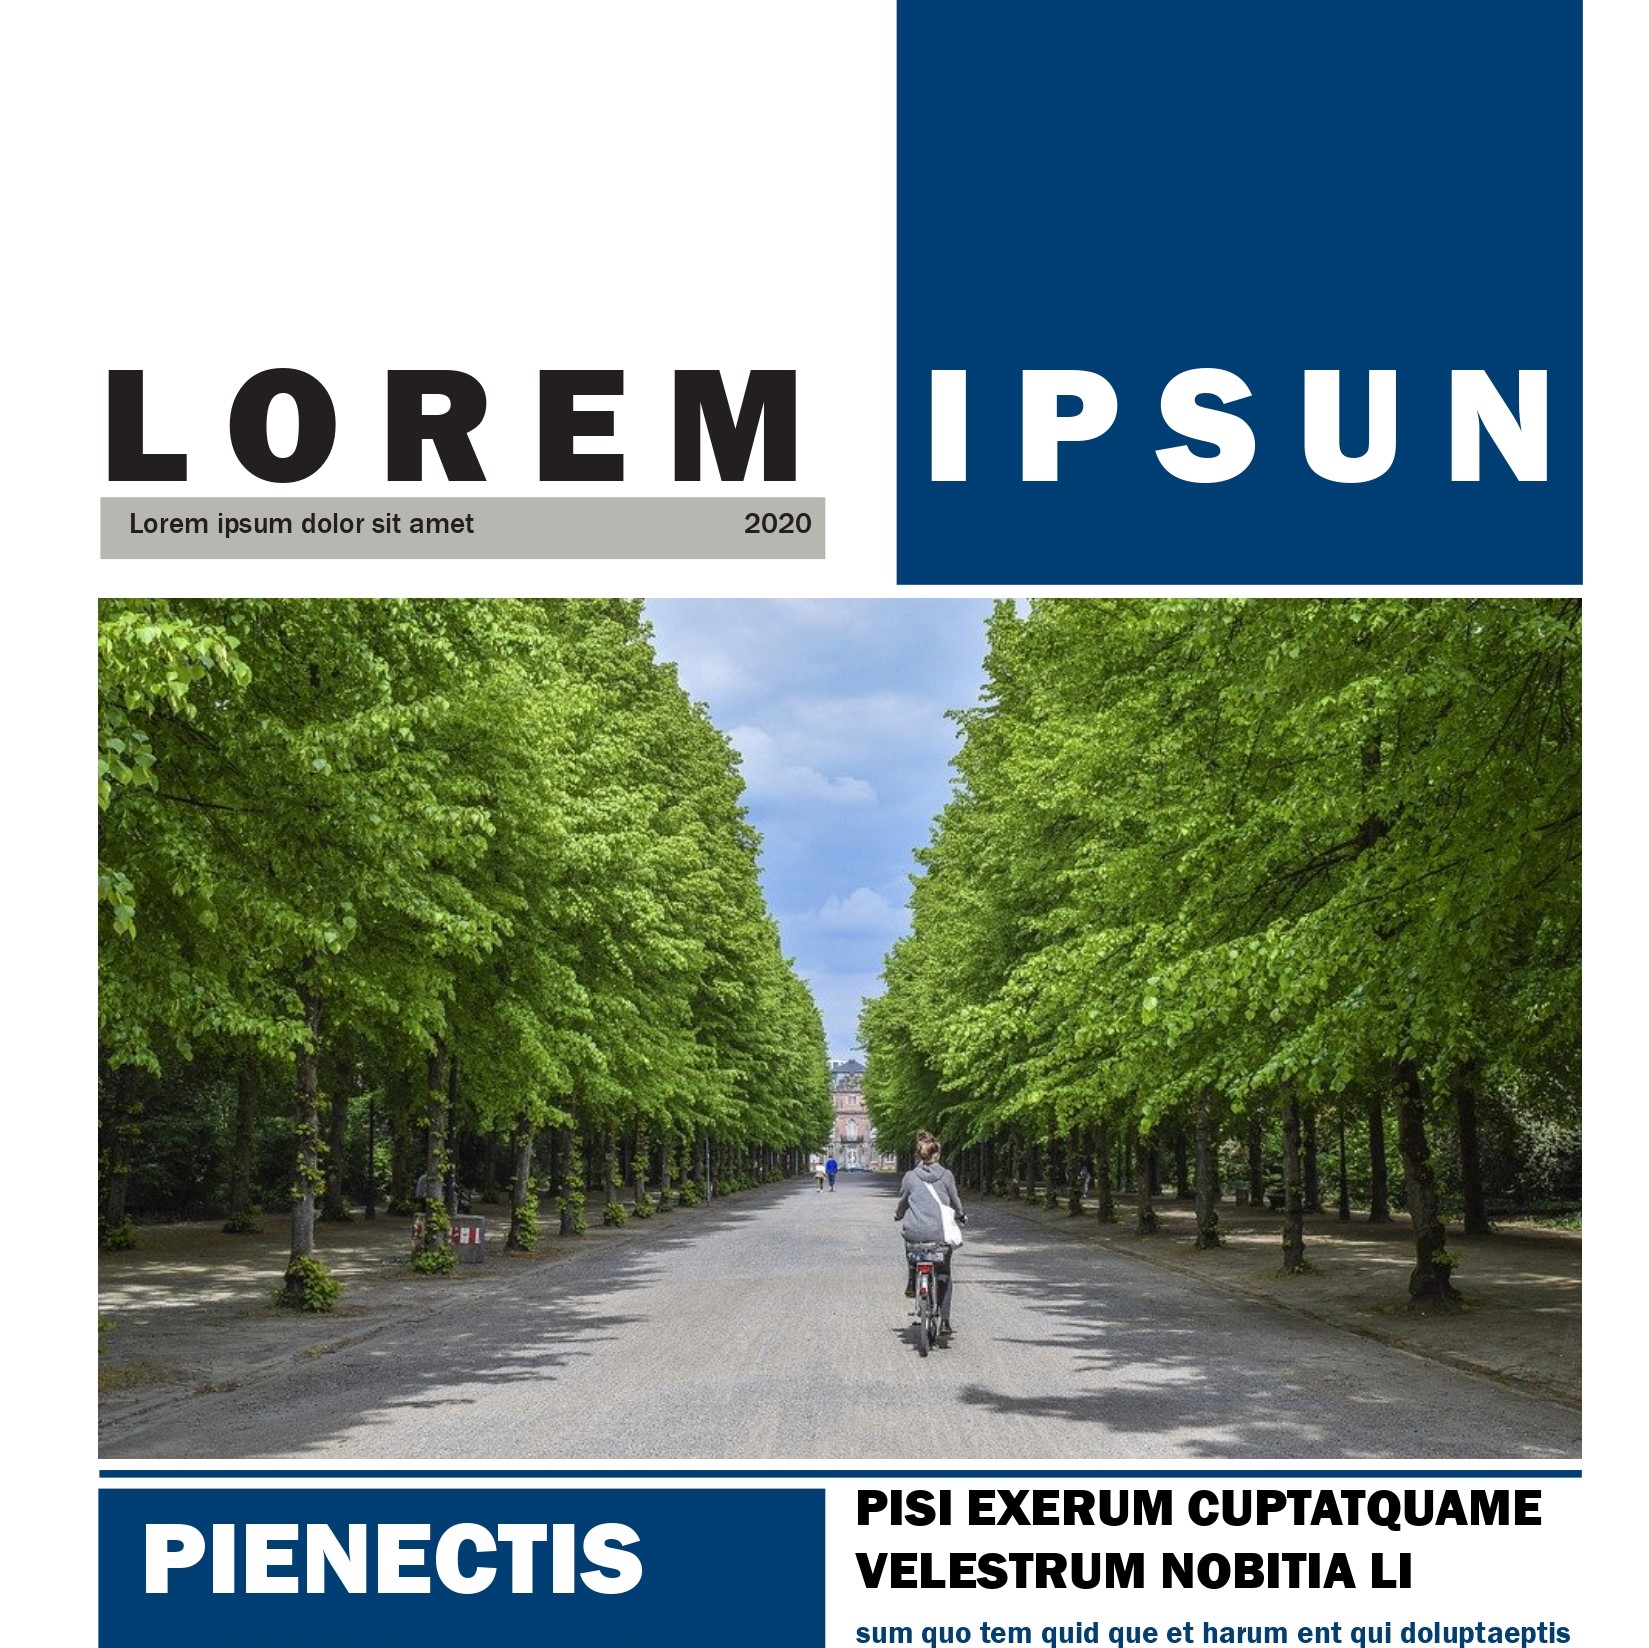 LOREM IPSUN
Lorem ipsum dolor sit amet 2020
PIENECTIS
PISI EXERUM CUPTATQUAME
VELESTRUM NOBITIA LI
sum quo tem quid que et harum ent qui doluptaeptis